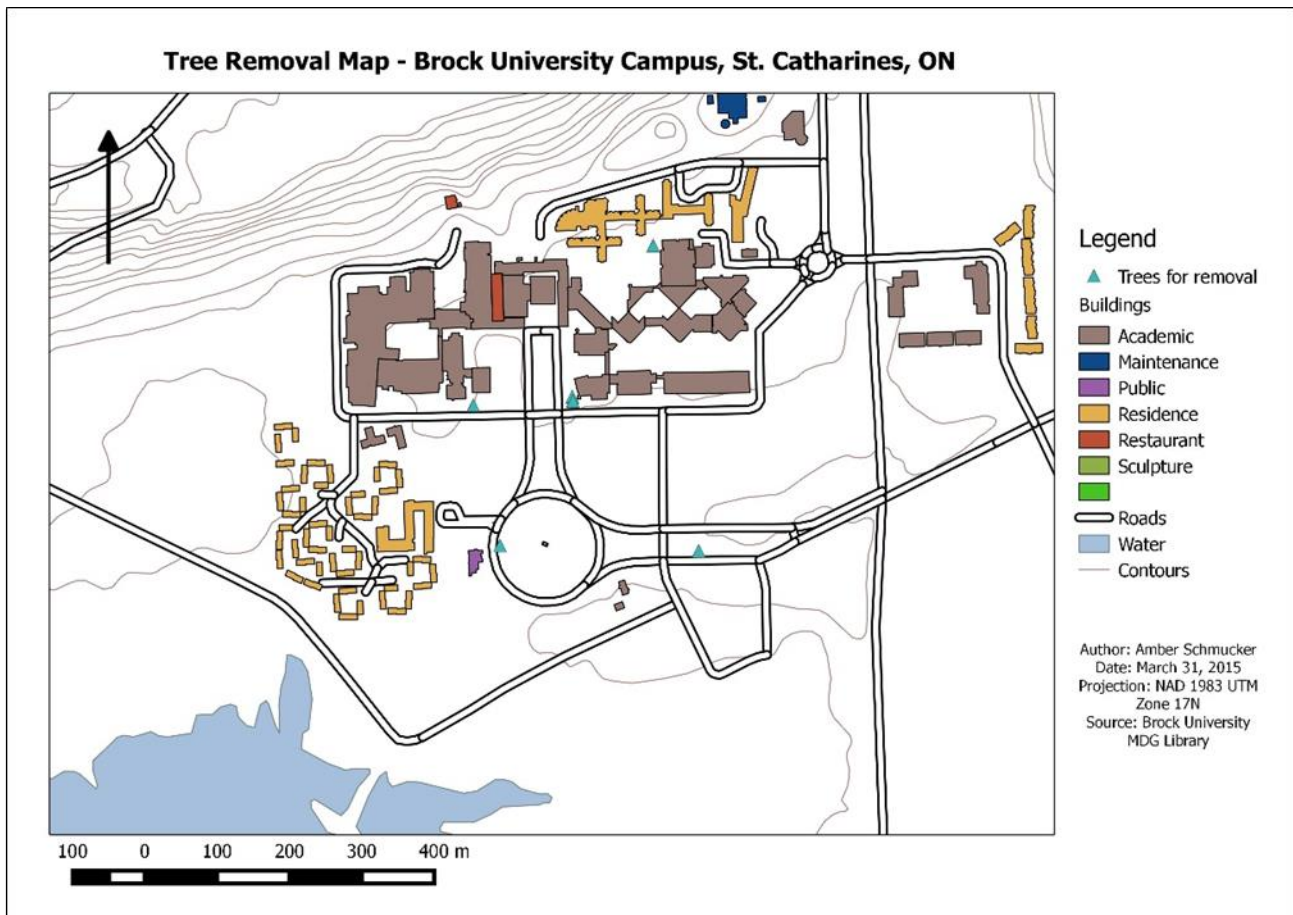 Tree Removal Map - Brock University Campus, St. Catharines, ON
Legend
Trees for removal
Buildings
Academic
Maintenance
Public
Residence
Restaurant
Sculpture
Roads
Water
Contours
Author: Amber Schmucker
Date: March 31, 2015
Projection: NAD 1983 UTM
Zone 17N
Source: Brock University
MDG Library
100 0 100 200 300 400 m